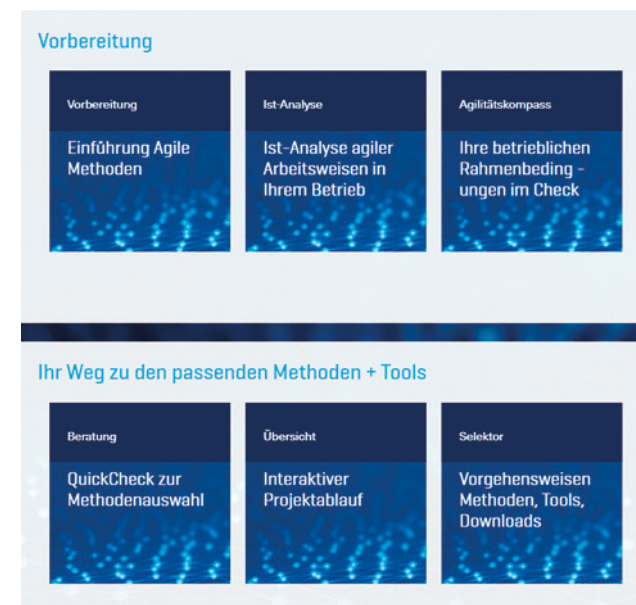 Vorbereitung
Vorbereitung
Einführung Agile
Methoden
Ist-Analyse
Ist-Analyse agiler
Arbeitsweisen in
Ihrem Betrieb
Agilitätskompass
Ihre betrieblichen
Rahmenbeding -
ungen im Check
Ihr Weg zu den passenden Methoden + Tools
Beratung
QuickCheck zur
Methodenauswahl
Übersicht
Interaktiver
Projektablauf
Selektor
Vorgehensweisen
Methoden, Tools,
Downloads